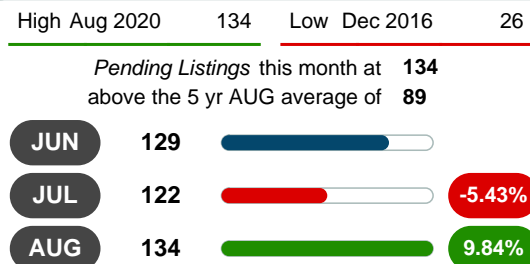 High Aug 2020 134 Low Dec 2016 26
Pending Listings this month at 134
above the 5 yr AUG average of 89
JUN 129
JUL 122 -5.43%
AUG 134 9.84%